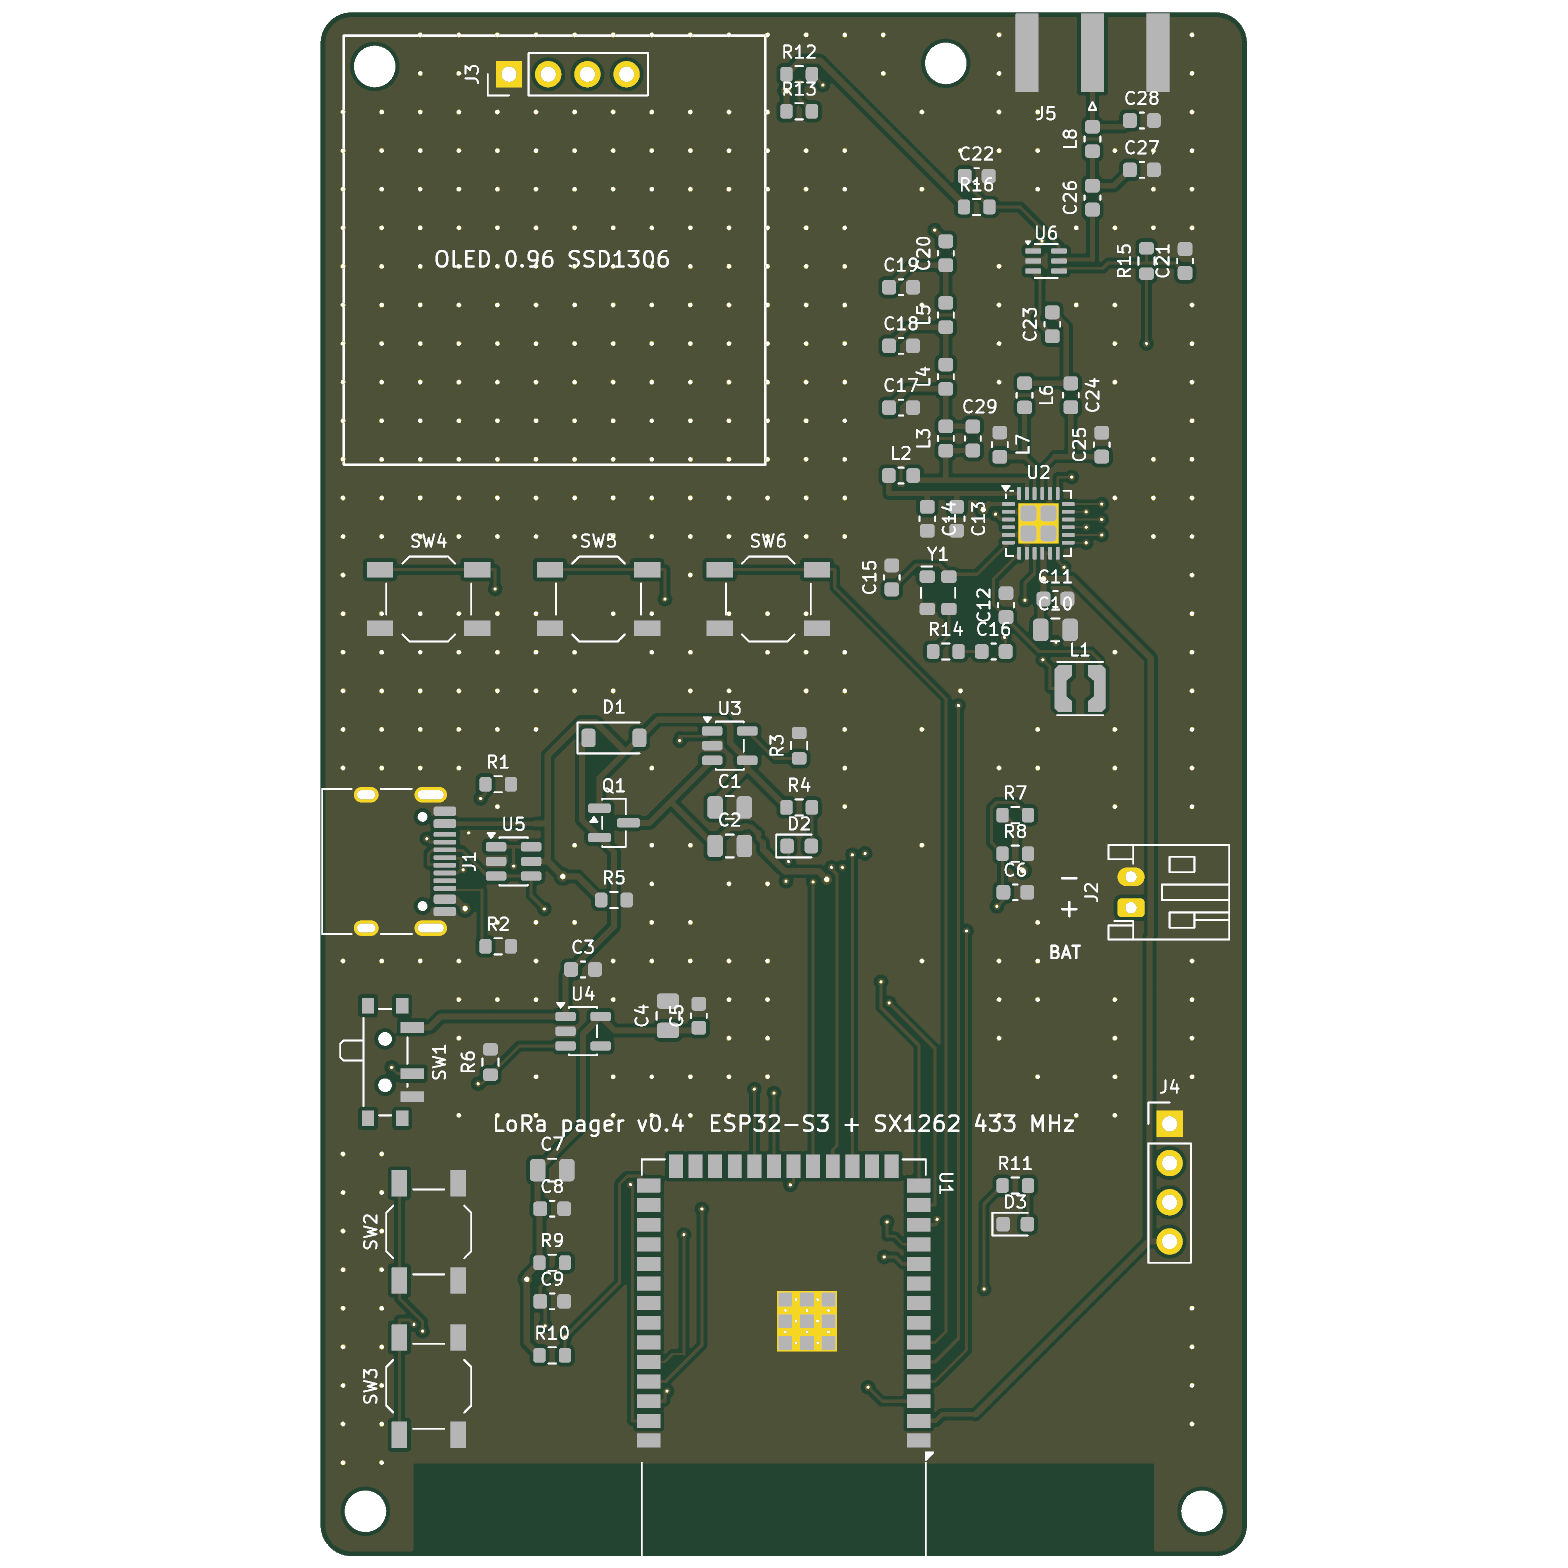 R12
J3
R13
C28
J5
L8
C27
C22
R16
C26
U6
C20
R15
C21
OLED 0.96 SSD1306
C19
L5
C18
C23
L4
C17
L6
C24
C29
L3
L7
C25
L2
U2
C14
C13
SW4
SW5
SW6
Y1
C15
C11
C12
C10
R14
C16
L1
D1
U3
R3
R1
Q1
C1
R4
R7
U5
C2
D2
R8
J1
C6
J2
−
+
R5
R2
BAT
C3
U4
C4
C5
SW1
R6
J4
LoRa pager v0.4 ESP32-S3 + SX1262 433 MHz
C7
R11
U1
C8
D3
SW2
R9
C9
R10
SW3